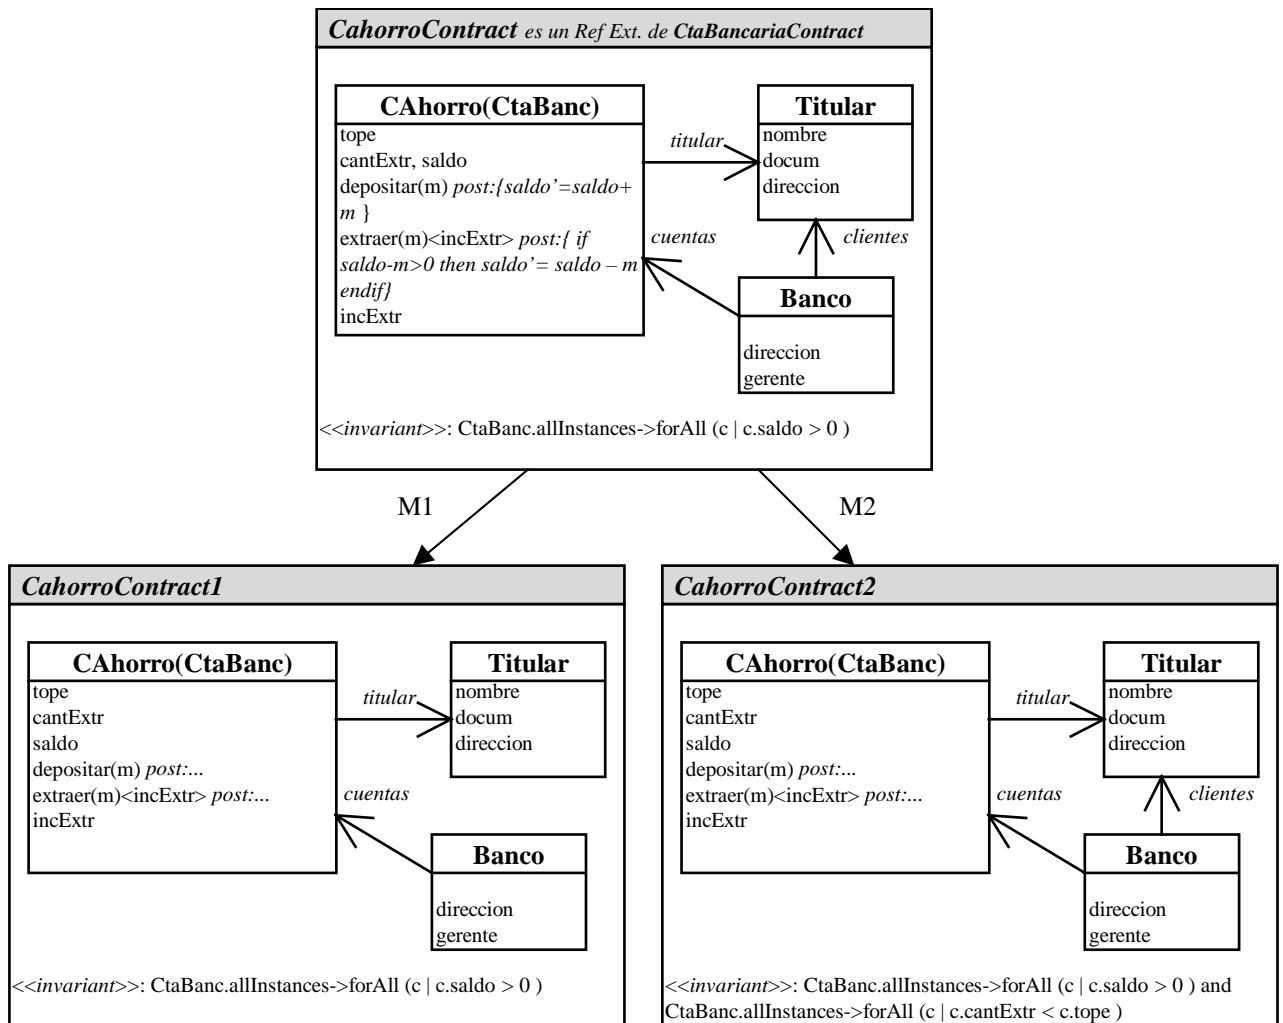 CahorroContract es un Ref Ext. de CtaBancariaContract
CAhorro(CtaBanc)
tope
cantExtr, saldo
depositar(m) post:{saldo’=saldo+
m }
extraer(m)<incExtr> post:{ if
saldo-m>0 then saldo’= saldo – m
endif}
incExtr
titular
Titular
nombre
docum
direccion
cuentas
clientes
Banco
direccion
gerente
<<invariant>>: CtaBanc.allInstances->forAll (c | c.saldo > 0 )
M1
M2
CahorroContract1
CAhorro(CtaBanc)
tope
cantExtr
saldo
depositar(m) post:...
extraer(m)<incExtr> post:...
incExtr
titular
Titular
nombre
docum
direccion
cuentas
Banco
direccion
gerente
<<invariant>>: CtaBanc.allInstances->forAll (c | c.saldo > 0 )
CahorroContract2
CAhorro(CtaBanc)
tope
cantExtr
saldo
depositar(m) post:...
extraer(m)<incExtr> post:...
incExtr
titular
Titular
nombre
docum
direccion
cuentas
clientes
Banco
direccion
gerente
<<invariant>>: CtaBanc.allInstances->forAll (c | c.saldo > 0 ) and
CtaBanc.allInstances->forAll (c | c.cantExtr < c.tope )